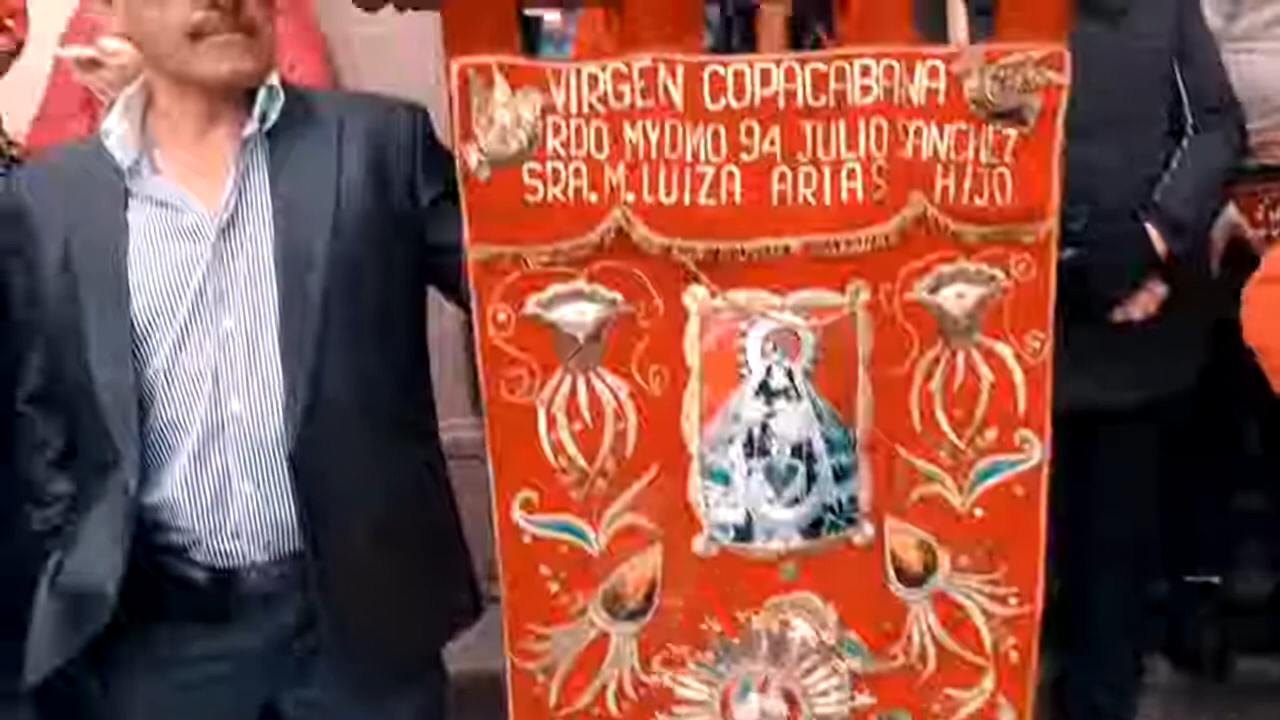 VIRGEN COPACABANA
RDO MYDMO 94 JULIO SANCHEZ
SRA. M. LUIZA ARIAS HIJO